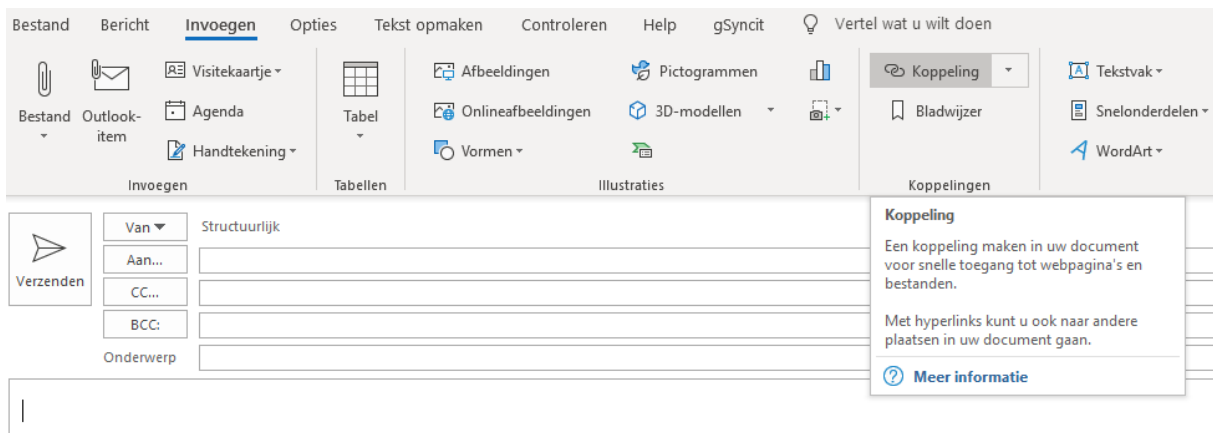 Bestand Bericht Invoegen Opties Tekst opmaken Controleren Help gSyncit Vertel wat u wilt doen
Bestand
Outlook-
item
Visitekaartje
Agenda
Handtekening
Invoegen
Tabel
Tabellen
Afbeeldingen
Onlineafbeeldingen
Vormen
Pictogrammen
3D-modellen
Illustraties
Koppeling
Bladwijzer
Koppelingen
Tekstvak
Snelonderdelen
WordArt
Verzenden
Van Structuurlijk
Aan...
CC...
BCC:
Onderwerp
Koppeling
Een koppeling maken in uw document
voor snelle toegang tot webpagina's en
bestanden.
Met hyperlinks kunt u ook naar andere
plaatsen in uw document gaan.
Meer informatie